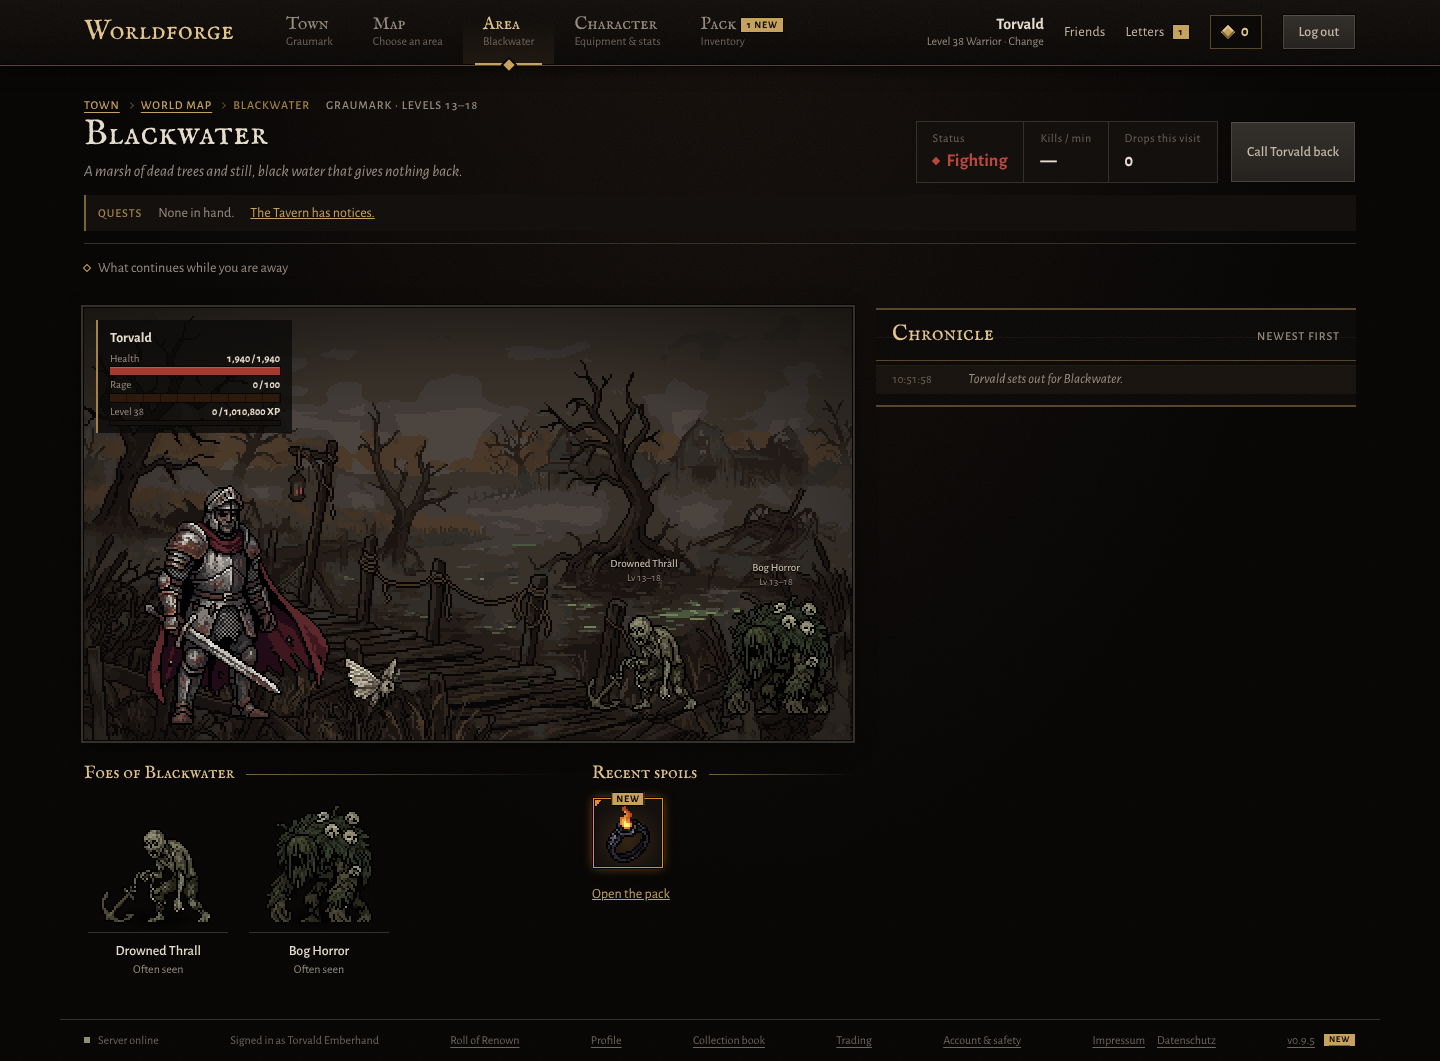 Worldforge
Town
Graumark
Map
Choose an area
Area
Blackwater
Character
Equipment & stats
Pack 1 NEW
Inventory
Torvald
Level 38 Warrior · Change
Friends
Letters 1
0
Log out
TOWN > WORLD MAP > BLACKWATER GRAUMARK · LEVELS 13–18
Blackwater
A marsh of dead trees and still, black water that gives nothing back.
Status
Fighting
Kills / min
—
Drops this visit
0
Call Torvald back
QUESTS None in hand. The Tavern has notices.
What continues while you are away
Torvald
Health 1,940 / 1,940
Rage 0 / 100
Level 38 0 / 1,010,800 XP
Drowned Thrall
Lv 13–18
Bog Horror
Lv 13–18
Chronicle NEWEST FIRST
10:51:58 Torvald sets out for Blackwater.
Foes of Blackwater
Drowned Thrall
Often seen
Bog Horror
Often seen
Recent spoils
NEW
Open the pack
Server online Signed in as Torvald Emberhand Roll of Renown Profile Collection book Trading Account & safety Impressum Datenschutz v0.9.5 NEW